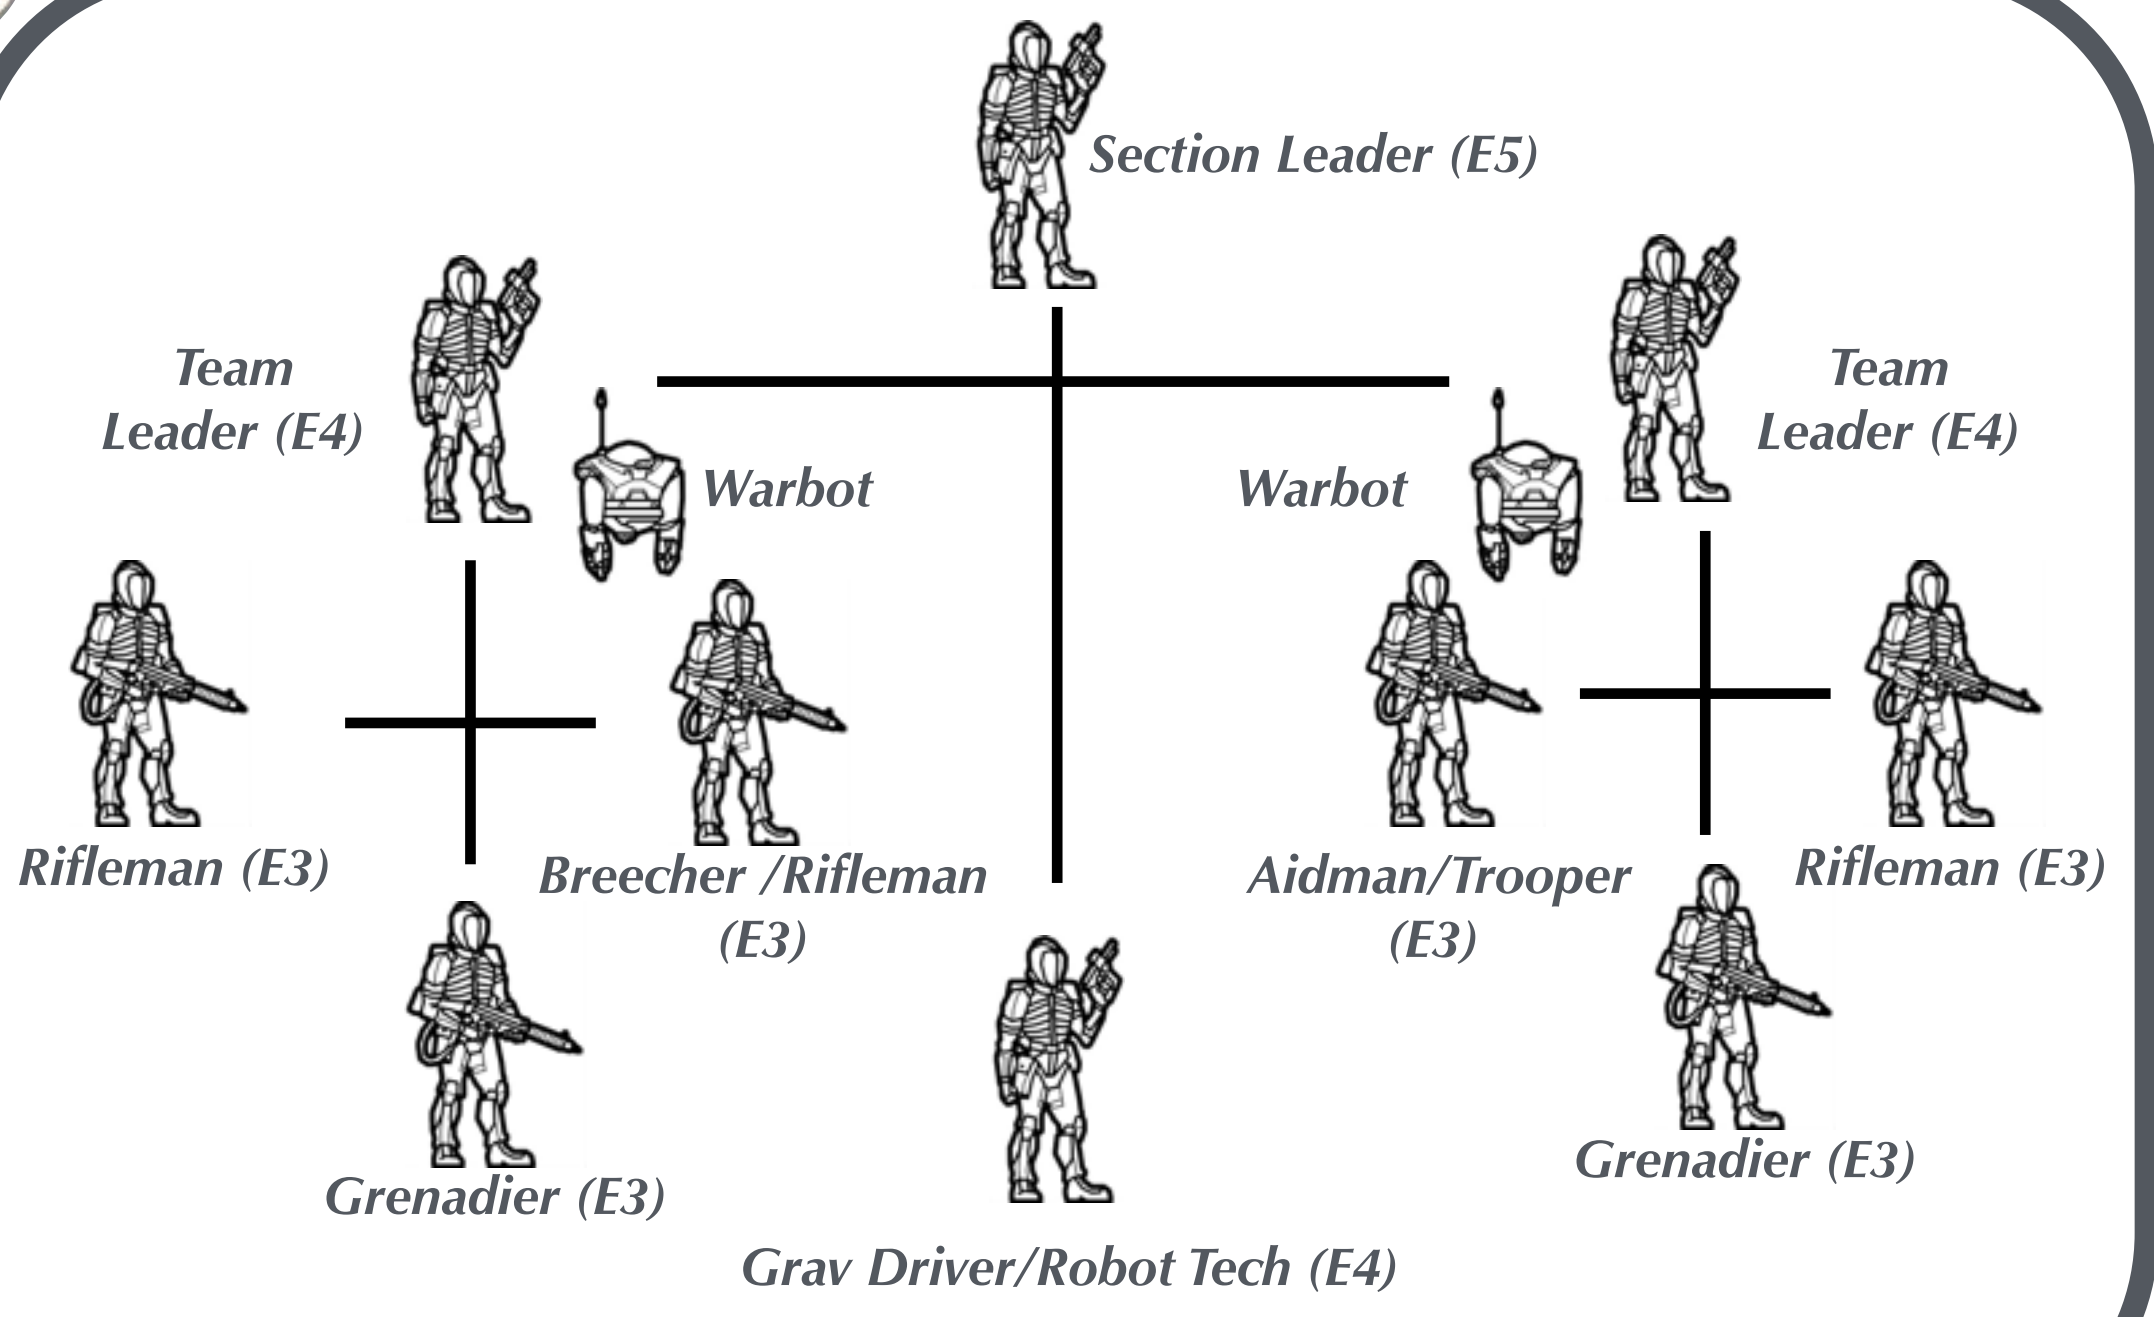 Section Leader (E5)
Team
Leader (E4)
Team
Leader (E4)
Warbot
Warbot
Rifleman (E3)
Breecher /Rifleman
(E3)
Aidman/Trooper
(E3)
Rifleman (E3)
Grenadier (E3)
Grenadier (E3)
Grav Driver/Robot Tech (E4)